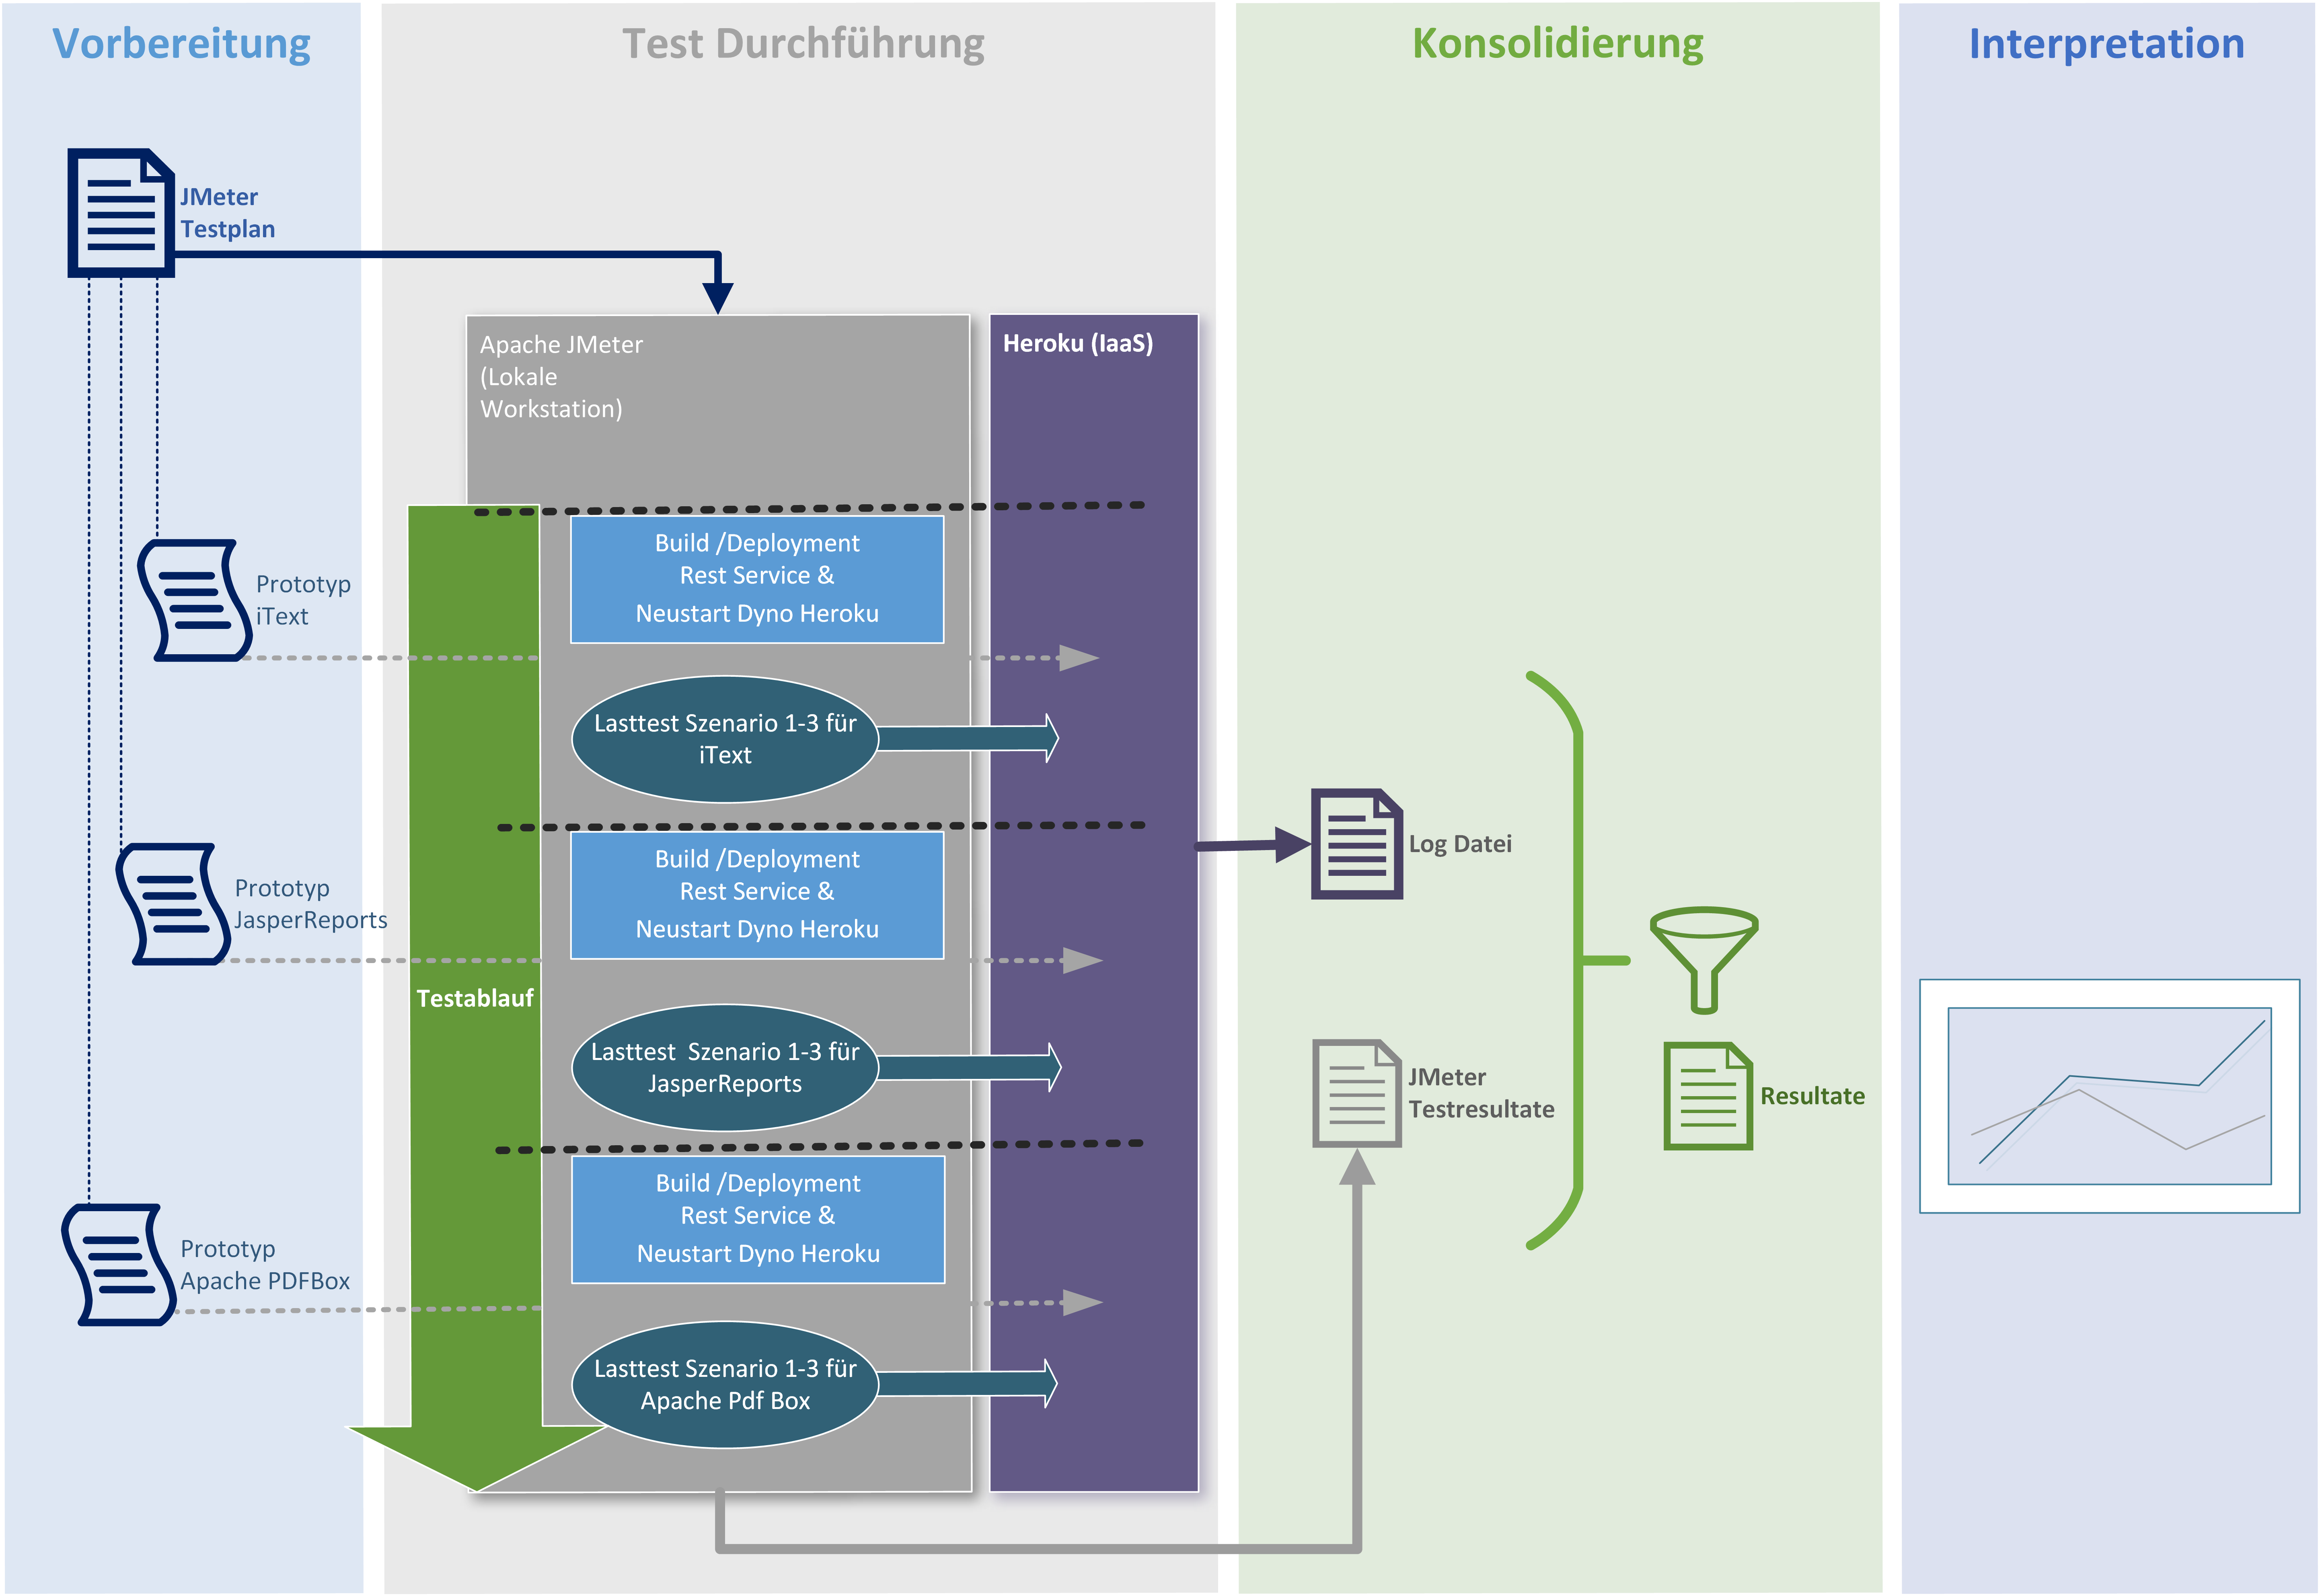 Vorbereitung
Test Durchführung
Konsolidierung
Interpretation
JMeter
Testplan
Apache JMeter
(Lokale
Workstation)
Heroku (IaaS)
Build /Deployment
Rest Service &
Neustart Dyno Heroku
Prototyp
iText
Lasttest Szenario 1-3 für
iText
Build /Deployment
Rest Service &
Neustart Dyno Heroku
Log Datei
Prototyp
JasperReports
Testablauf
Lasttest  Szenario 1-3 für
JasperReports
JMeter
Testresultate
Resultate
Build /Deployment
Rest Service &
Neustart Dyno Heroku
Prototyp
Apache PDFBox
Lasttest Szenario 1-3 für
Apache Pdf Box